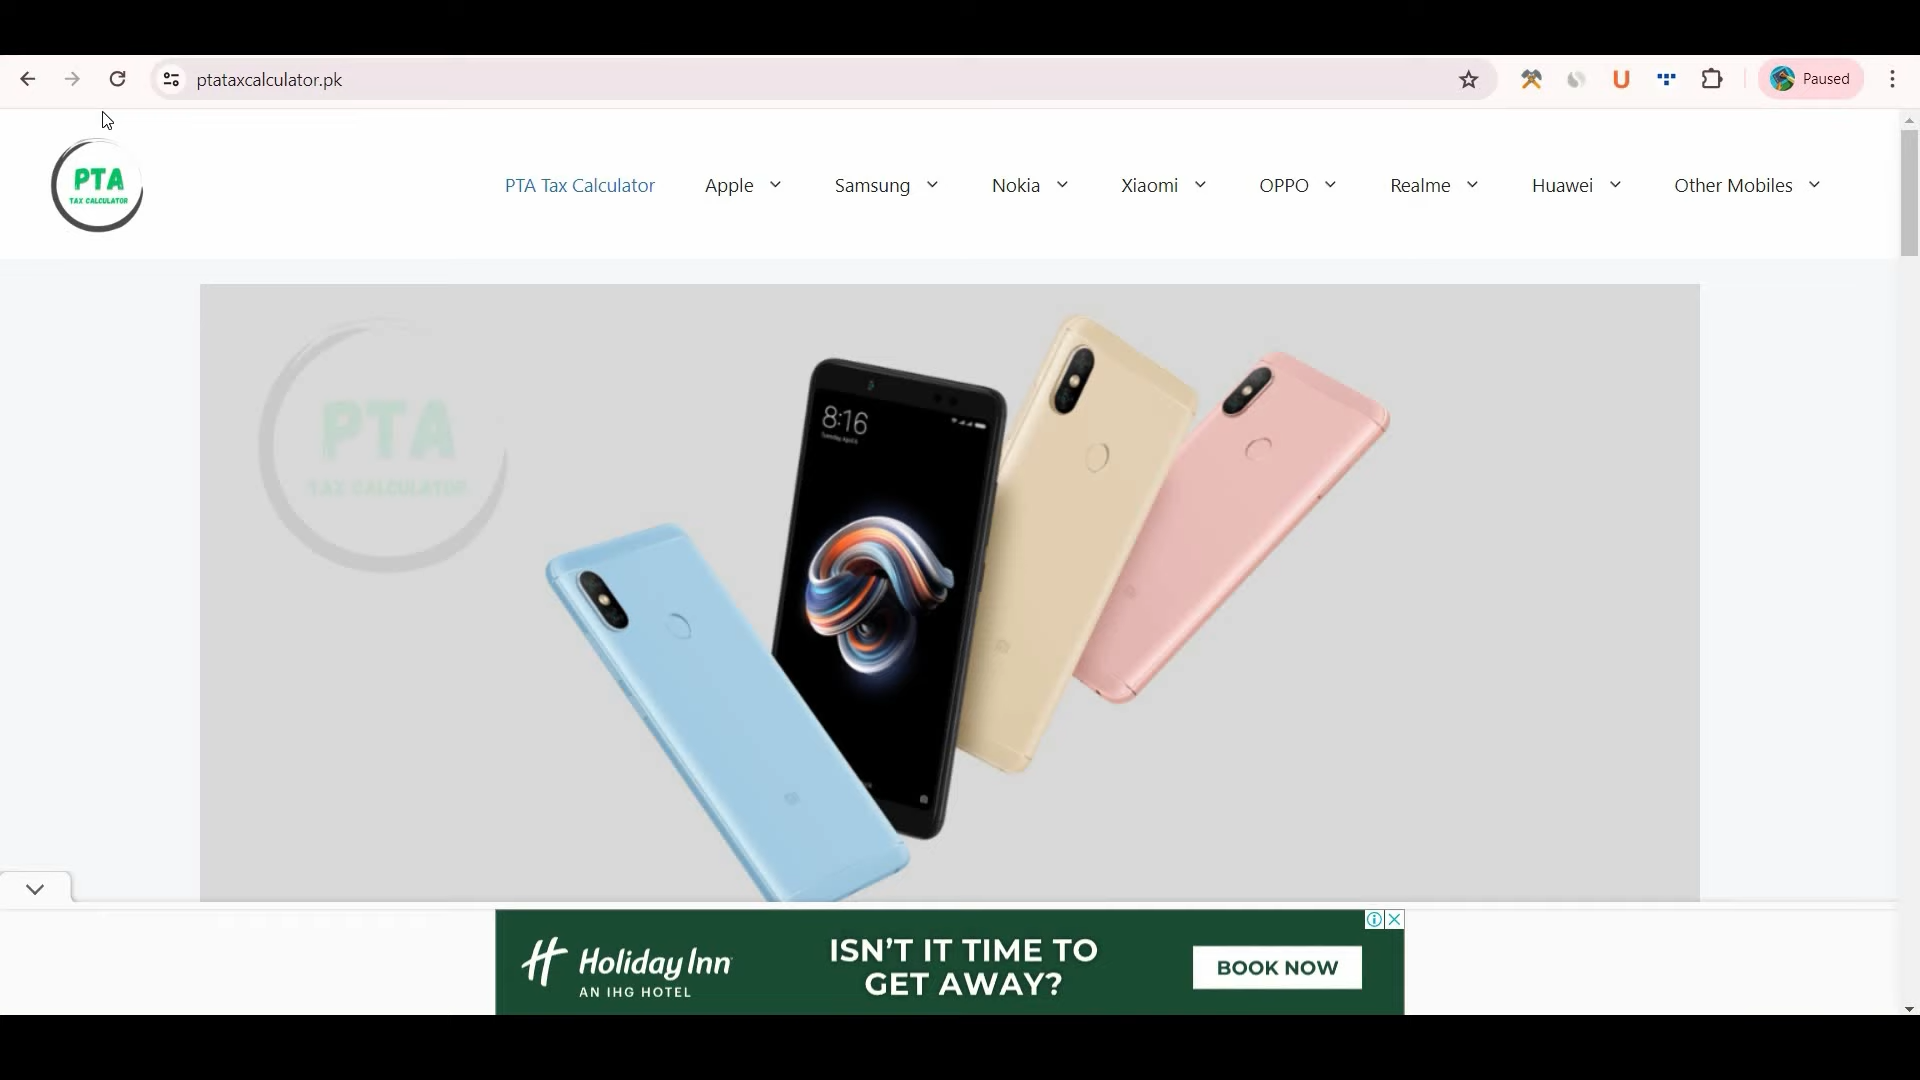 ptataxcalculator.pk
Paused
PTA
TAX CALCULATOR
PTA Tax Calculator
Apple
Samsung
Nokia
Xiaomi
OPPO
Realme
Huawei
Other Mobiles
PTA
TAX CALCULATOR
8:16
Holiday Inn
AN IHG HOTEL
ISN'T IT TIME TO
GET AWAY?
BOOK NOW